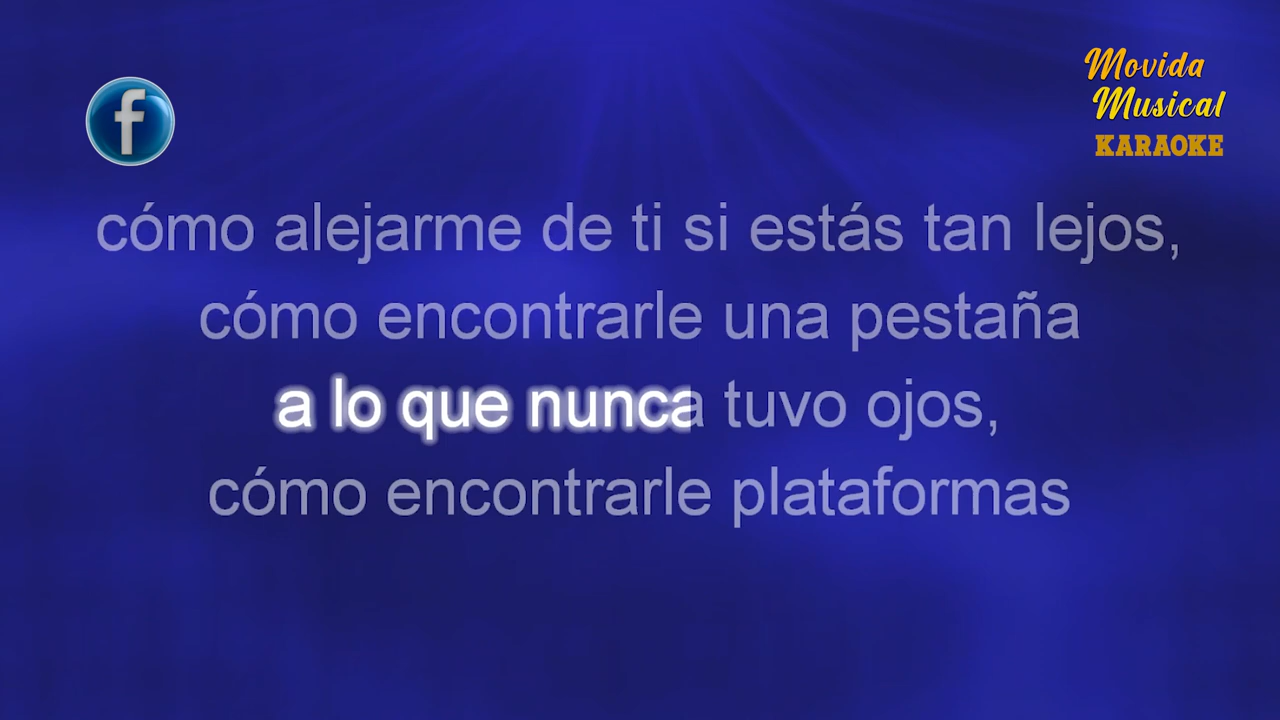 Movida
Musical
KARAOKE
cómo alejarme de ti si estás tan lejos,
cómo encontrarle una pestaña
a lo que nunca tuvo ojos,
cómo encontrarle plataformas